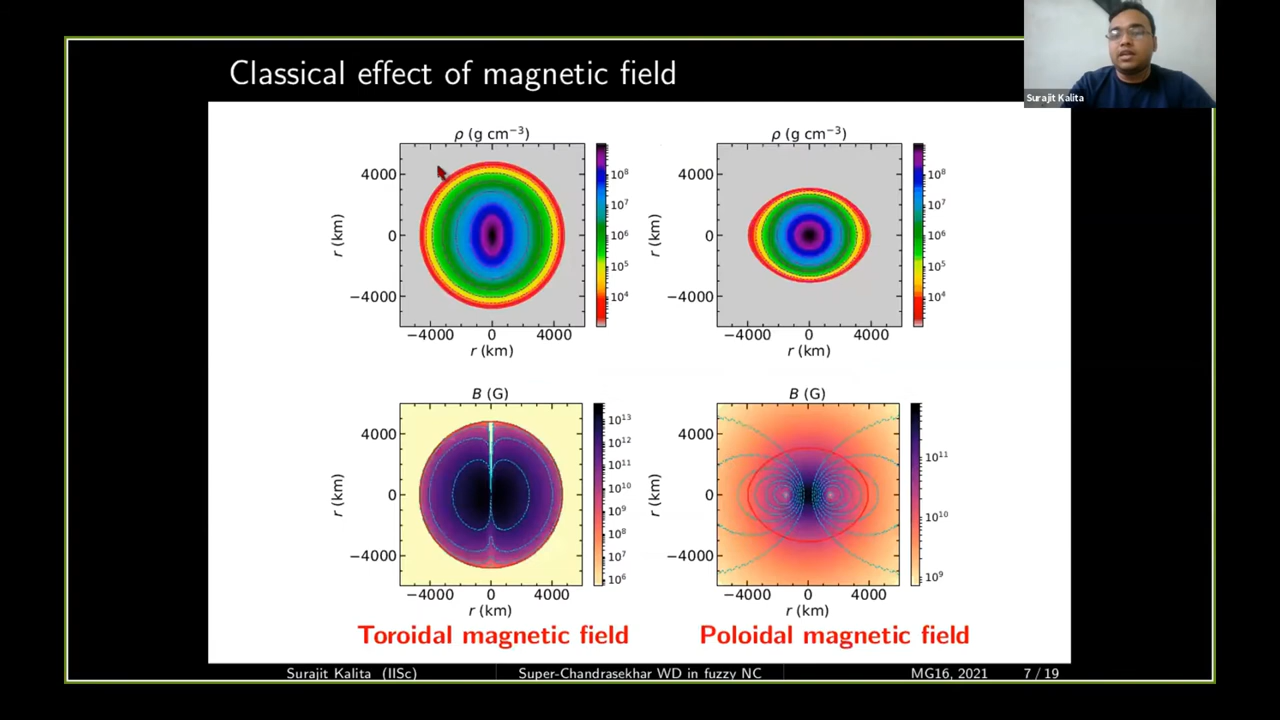 Classical effect of magnetic field
Surajit Kalita
ρ (g cm⁻³)
4000
0
−4000
r (km)
−4000 0 4000
r (km)
10⁸
10⁷
10⁶
10⁵
10⁴
ρ (g cm⁻³)
4000
0
−4000
r (km)
−4000 0 4000
r (km)
10⁸
10⁷
10⁶
10⁵
10⁴
B (G)
4000
0
−4000
r (km)
−4000 0 4000
r (km)
10¹³
10¹²
10¹¹
10¹⁰
10⁹
10⁸
10⁷
10⁶
B (G)
4000
0
−4000
r (km)
−4000 0 4000
r (km)
10¹¹
10¹⁰
10⁹
Toroidal magnetic field
Poloidal magnetic field
Surajit Kalita (IISc) Super-Chandrasekhar WD in fuzzy NC MG16, 2021 7 / 19